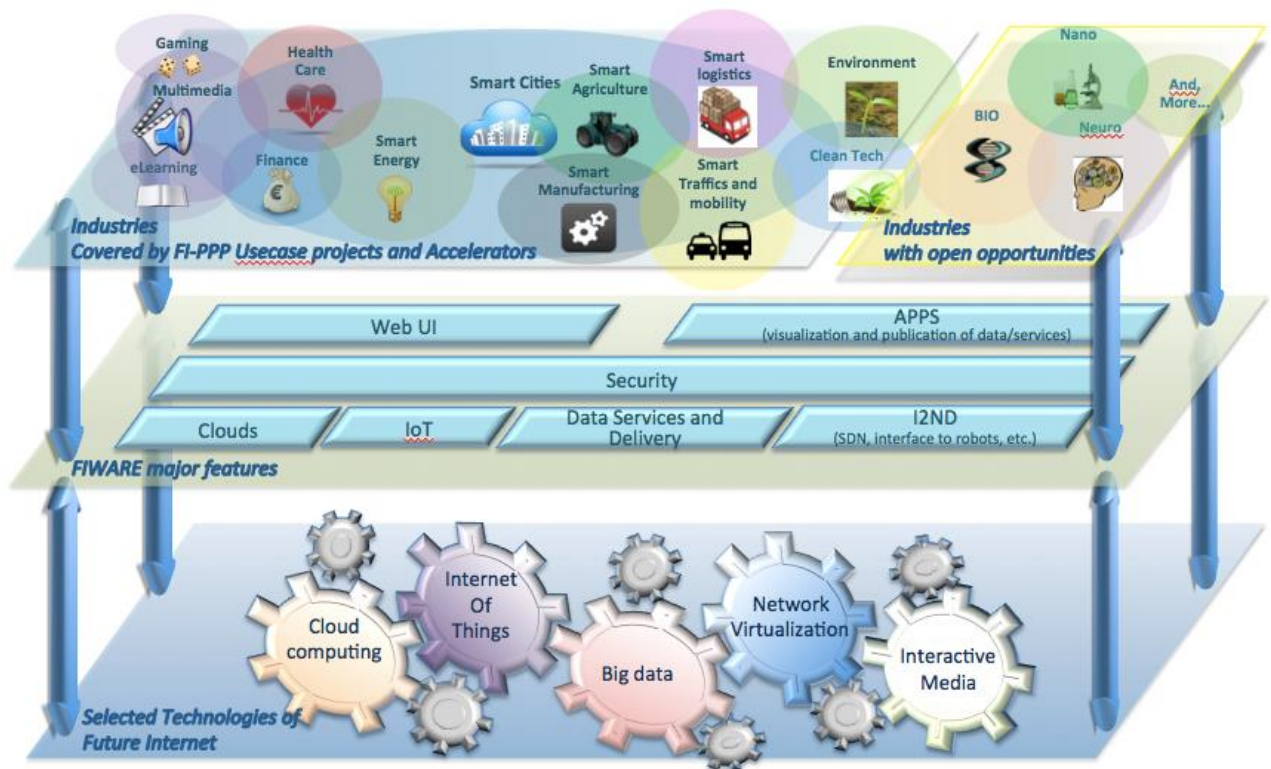 Gaming
Multimedia
eLearning
Health
Care
Finance
Smart
Energy
Smart Cities
Smart
Agriculture
Smart
Manufacturing
Smart
logistics
Smart
Traffics and
mobility
Environment
Clean Tech
Industries
Covered by FI-PPP Usecase projects and Accelerators
BIO
Nano
Neuro
And,
More...
Industries
with open opportunities
Web UI
APPS
(visualization and publication of data/services)
Security
Clouds
IoT
Data Services and
Delivery
I2ND
(SDN, interface to robots, etc.)
FIWARE major features
Cloud
computing
Internet
Of
Things
Big data
Network
Virtualization
Interactive
Media
Selected Technologies of
Future Internet